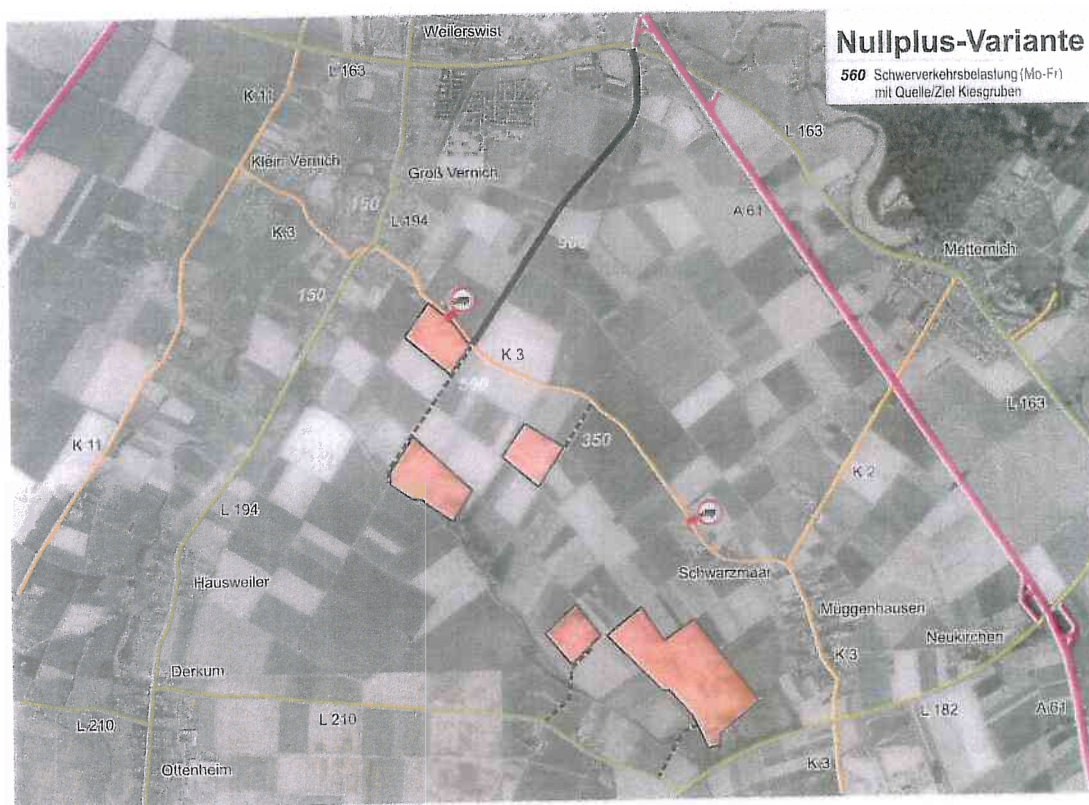 Nullplus-Variante
560 Schwerverkehrsbelastung (Mo-Fr)
mit Quelle/Ziel Kiesgruben
Weilerswist
L 163
K 11
L 163
Klein Vernich
Groß Vernich
150
L 194
A 61
K 3
Metternich
150
K 3
L 163
350
K 11
K 2
L 194
Schwarzmaar
Hausweiler
Müggenhausen
Neukirchen
K 3
Derkum
L 210
L 210
L 182
A 61
Ottenheim
K 3